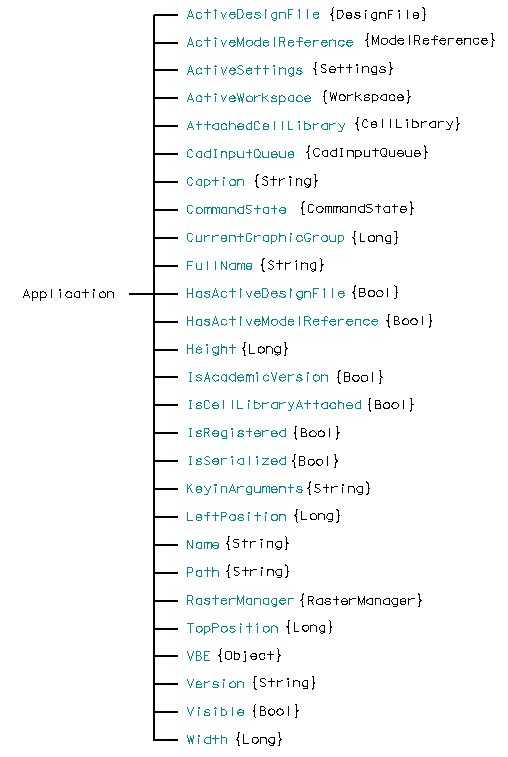 ActiveDesignFile {DesignFile}
ActiveModelReference {ModelReference}
ActiveSettings {Settings}
ActiveWorkspace {Workspace}
AttachedCellLibrary {CellLibrary}
CadInputQueue {CadInputQueue}
Caption {String}
CommandState {CommandState}
CurrentGraphicGroup {Long}
FullName {String}
Application HasActiveDesignFile {Bool}
HasActiveModelReference {Bool}
Height {Long}
IsAcademicVersion {Bool}
IsCellLibraryAttached {Bool}
IsRegistered {Bool}
IsSerialized {Bool}
KeyinArguments {String}
LeftPosition {Long}
Name {String}
Path {String}
RasterManager {RasterManager}
TopPosition {Long}
VBE {Object}
Version {String}
Visible {Bool}
Width {Long}